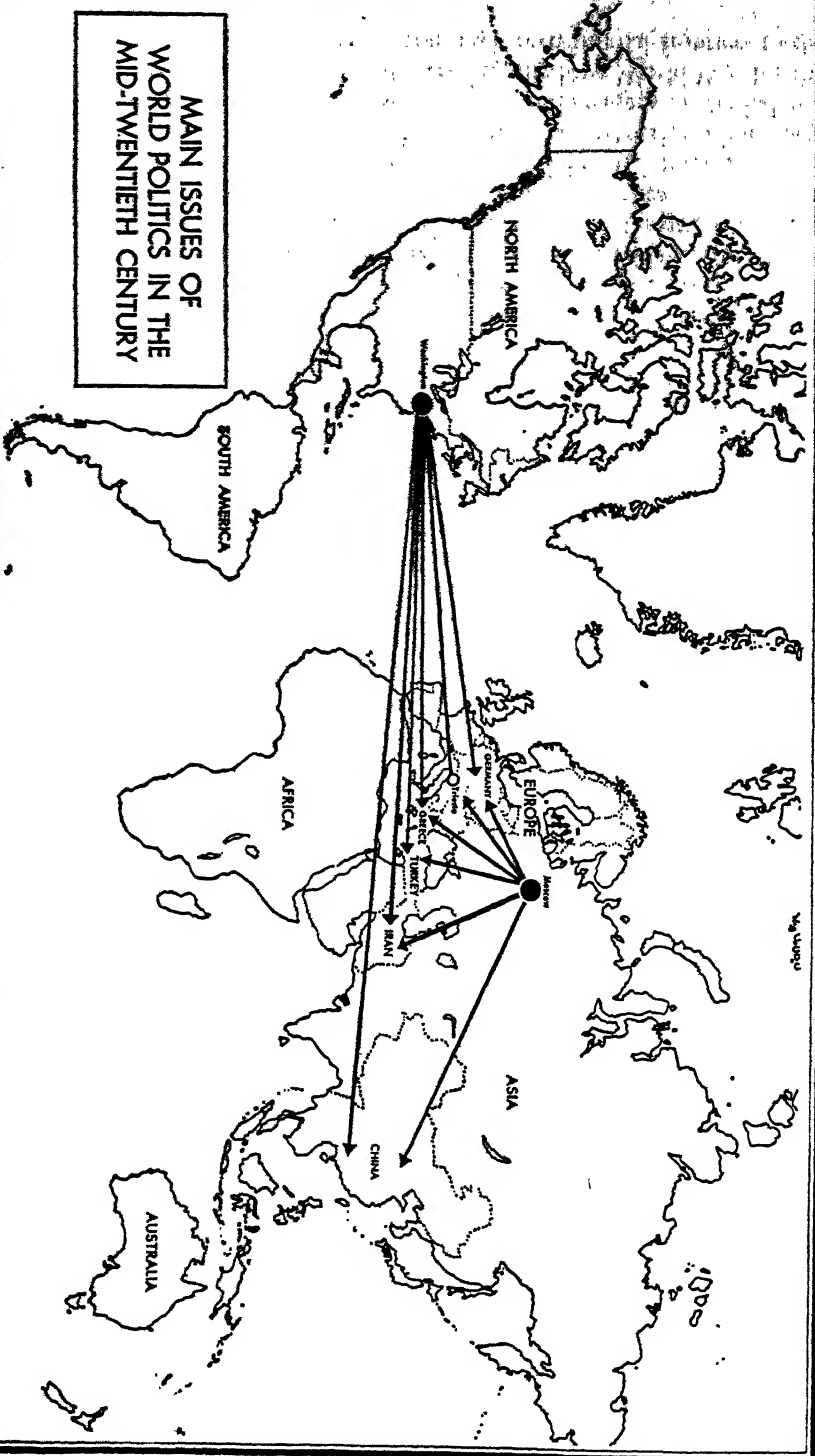 MAIN ISSUES OF
WORLD POLITICS IN THE
MID-TWENTIETH CENTURY
NORTH AMERICA
Washington
SOUTH AMERICA
EUROPE
GERMANY
Trieste
GREECE
TURKEY
IRAN
Moscow
AFRICA
ASIA
CHINA
AUSTRALIA